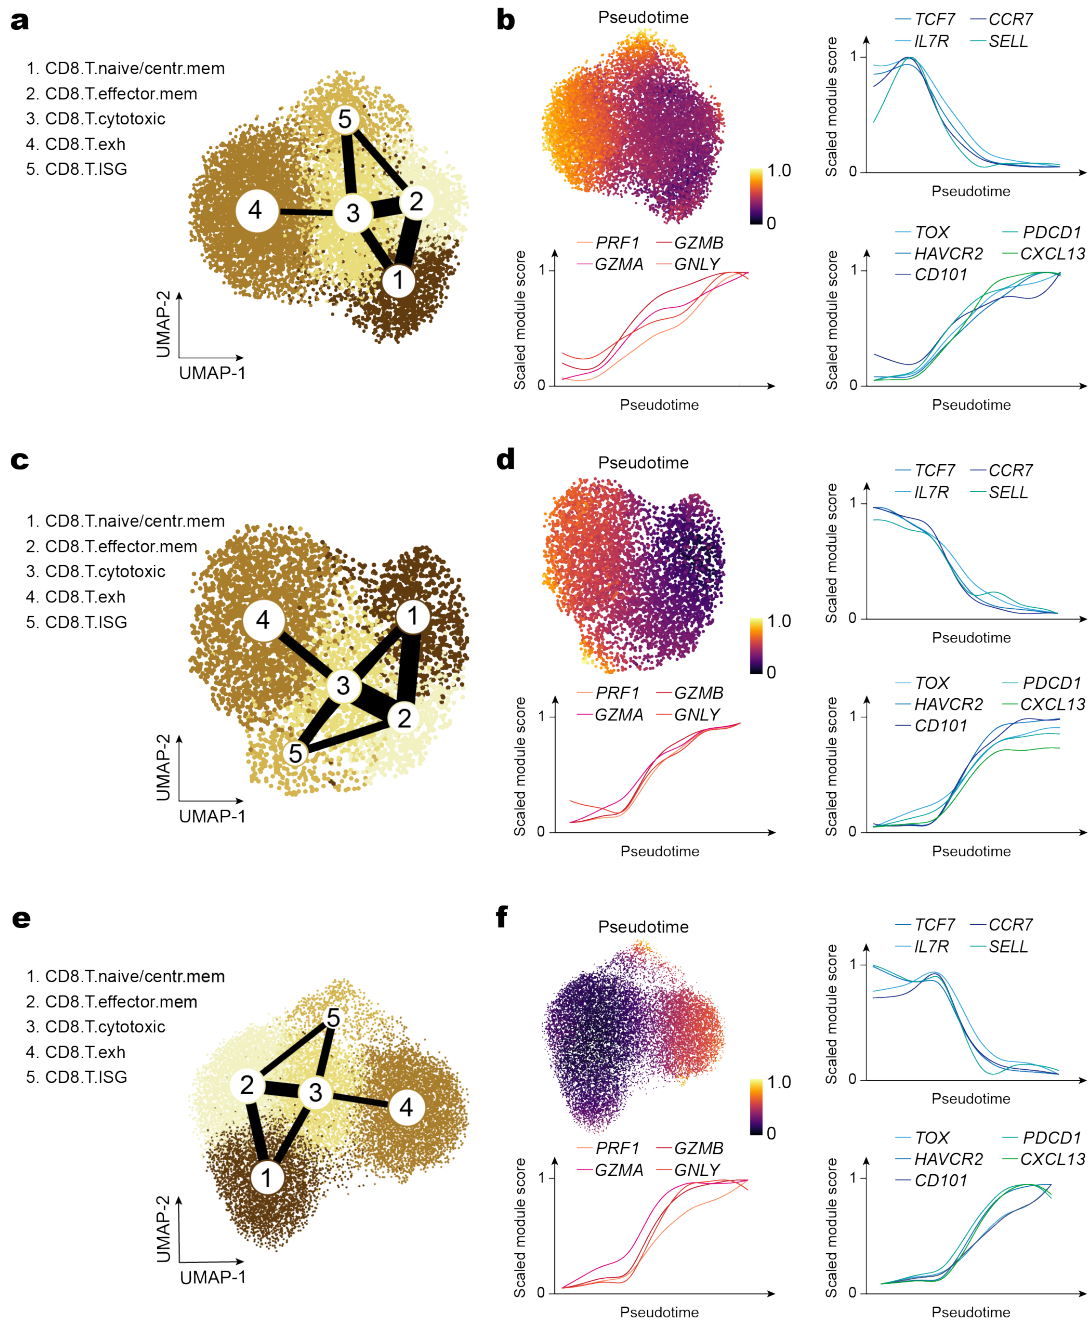 a
1. CD8.T.naive/centr.mem
2. CD8.T.effector.mem
3. CD8.T.cytotoxic
4. CD8.T.exh
5. CD8.T.ISG
5
4
3
2
1
UMAP-2
UMAP-1
b
Pseudotime
1.0
0
TCF7 CCR7
IL7R SELL
Scaled module score
1
0
Pseudotime
PRF1 GZMB
GZMA GNLY
Scaled module score
1
0
Pseudotime
TOX PDCD1
HAVCR2 CXCL13
CD101
Scaled module score
1
0
Pseudotime
c
1. CD8.T.naive/centr.mem
2. CD8.T.effector.mem
3. CD8.T.cytotoxic
4. CD8.T.exh
5. CD8.T.ISG
4
1
3
2
5
UMAP-2
UMAP-1
d
Pseudotime
1.0
0
TCF7 CCR7
IL7R SELL
Scaled module score
1
0
Pseudotime
PRF1 GZMB
GZMA GNLY
Scaled module score
1
0
Pseudotime
TOX PDCD1
HAVCR2 CXCL13
CD101
Scaled module score
1
0
Pseudotime
e
1. CD8.T.naive/centr.mem
2. CD8.T.effector.mem
3. CD8.T.cytotoxic
4. CD8.T.exh
5. CD8.T.ISG
5
2
3
4
1
UMAP-2
UMAP-1
f
Pseudotime
1.0
0
TCF7 CCR7
IL7R SELL
Scaled module score
1
0
Pseudotime
PRF1 GZMB
GZMA GNLY
Scaled module score
1
0
Pseudotime
TOX PDCD1
HAVCR2 CXCL13
CD101
Scaled module score
1
0
Pseudotime